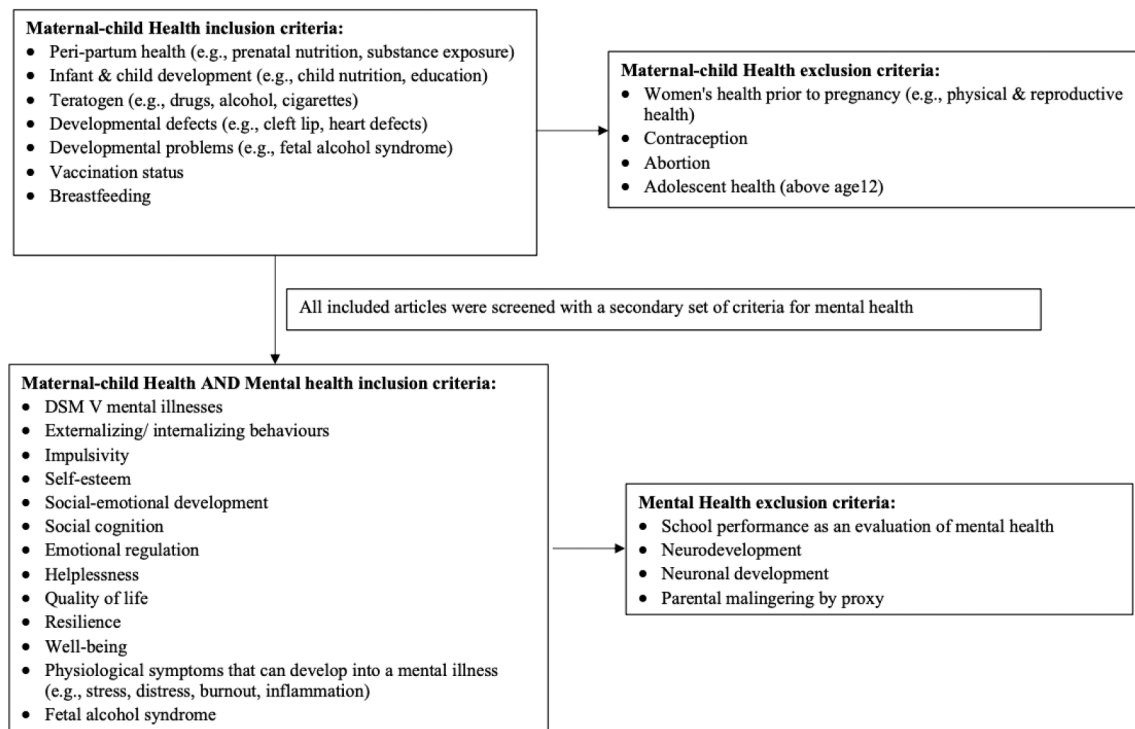 Maternal-child Health inclusion criteria:
• Peri-partum health (e.g., prenatal nutrition, substance exposure)
• Infant & child development (e.g., child nutrition, education)
• Teratogen (e.g., drugs, alcohol, cigarettes)
• Developmental defects (e.g., cleft lip, heart defects)
• Developmental problems (e.g., fetal alcohol syndrome)
• Vaccination status
• Breastfeeding
Maternal-child Health exclusion criteria:
• Women's health prior to pregnancy (e.g., physical & reproductive
health)
• Contraception
• Abortion
• Adolescent health (above age12)
All included articles were screened with a secondary set of criteria for mental health
Maternal-child Health AND Mental health inclusion criteria:
• DSM V mental illnesses
• Externalizing/ internalizing behaviours
• Impulsivity
• Self-esteem
• Social-emotional development
• Social cognition
• Emotional regulation
• Helplessness
• Quality of life
• Resilience
• Well-being
• Physiological symptoms that can develop into a mental illness
(e.g., stress, distress, burnout, inflammation)
• Fetal alcohol syndrome
Mental Health exclusion criteria:
• School performance as an evaluation of mental health
• Neurodevelopment
• Neuronal development
• Parental malingering by proxy